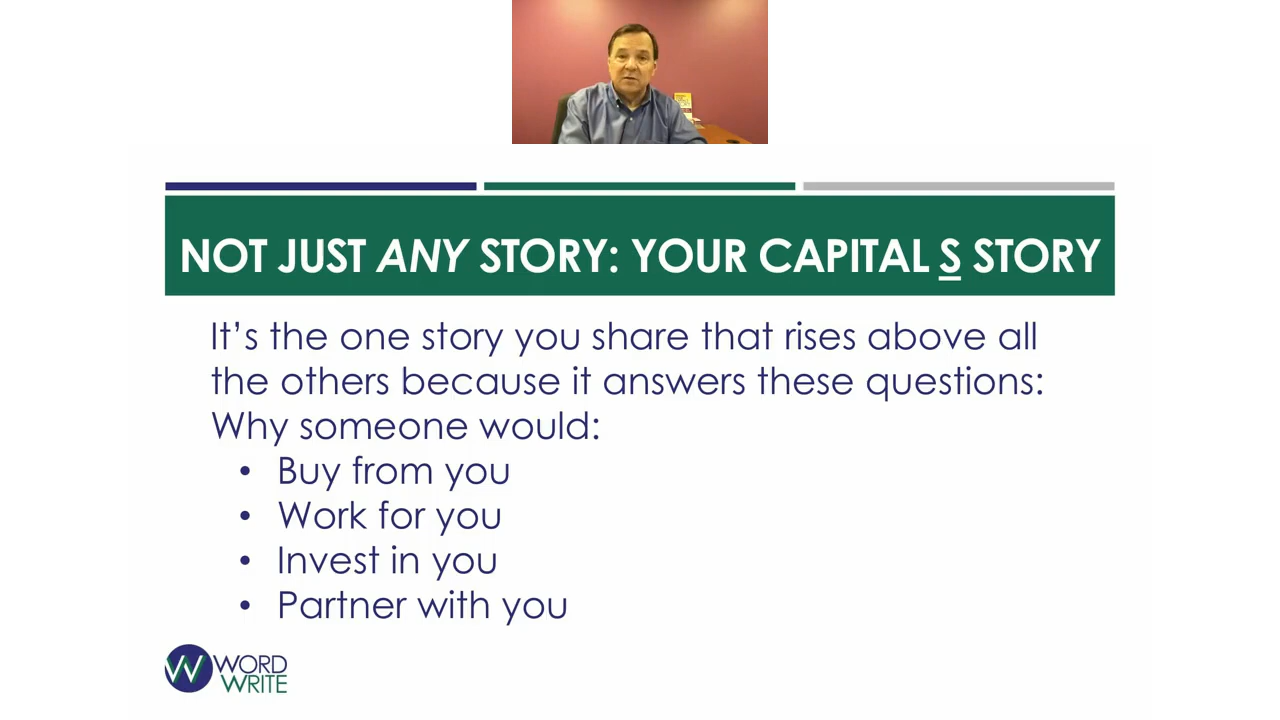 NOT JUST ANY STORY: YOUR CAPITAL S STORY
It’s the one story you share that rises above all
the others because it answers these questions:
Why someone would:
• Buy from you
• Work for you
• Invest in you
• Partner with you
W WORD
WRITE